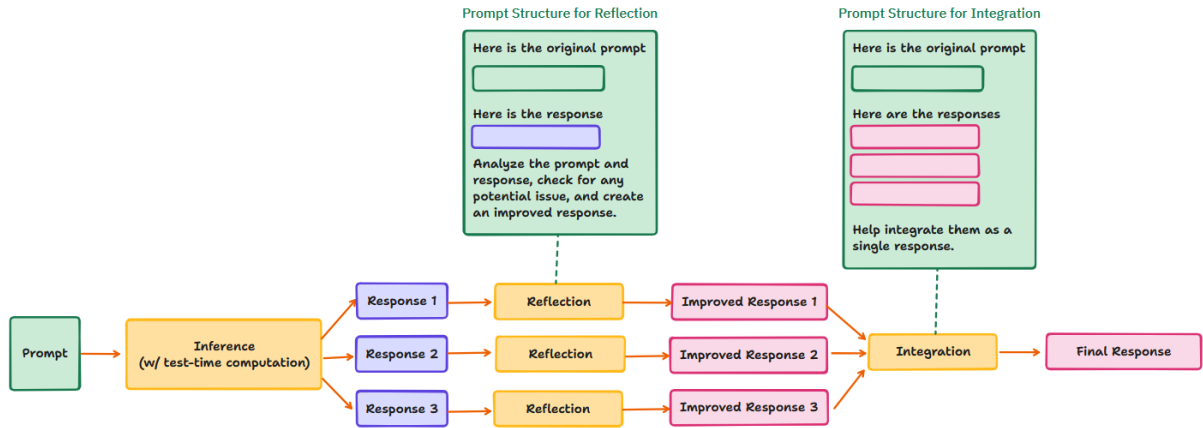 Prompt Structure for Reflection
Here is the original prompt
Here is the response
Analyze the prompt and
response, check for any
potential issue, and create
an improved response.
Prompt Structure for Integration
Here is the original prompt
Here are the responses
Help integrate them as a
single response.
Prompt
Inference
(w/ test-time computation)
Response 1
Reflection
Improved Response 1
Response 2
Reflection
Improved Response 2
Response 3
Reflection
Improved Response 3
Integration
Final Response